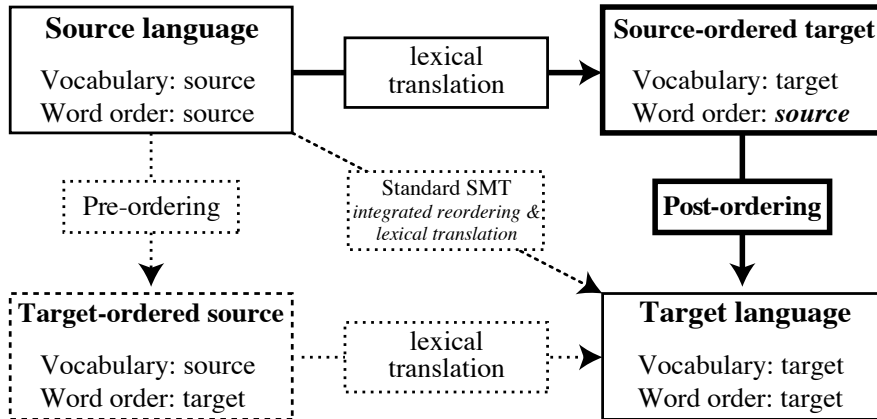 Source language
Vocabulary: source
Word order: source
lexical
translation
Source-ordered target
Vocabulary: target
Word order: source
Pre-ordering
Standard SMT
integrated reordering &
lexical translation
Post-ordering
Target-ordered source
Vocabulary: source
Word order: target
lexical
translation
Target language
Vocabulary: target
Word order: target